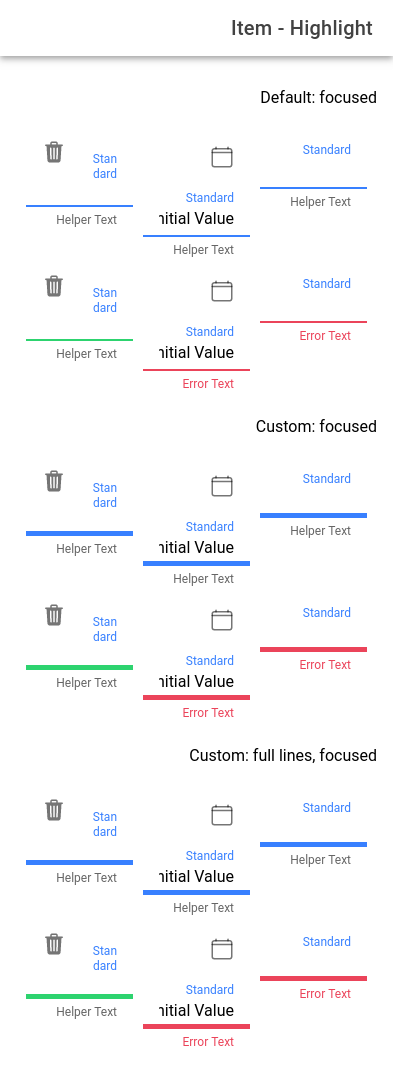 Item - Highlight
Default: focused
Stan
dard
Helper Text
Standard
nitial Value
Helper Text
Standard
Helper Text
Stan
dard
Helper Text
Standard
nitial Value
Error Text
Standard
Error Text
Custom: focused
Stan
dard
Helper Text
Standard
nitial Value
Helper Text
Standard
Helper Text
Stan
dard
Helper Text
Standard
nitial Value
Error Text
Standard
Error Text
Custom: full lines, focused
Stan
dard
Helper Text
Standard
nitial Value
Helper Text
Standard
Helper Text
Stan
dard
Helper Text
Standard
nitial Value
Error Text
Standard
Error Text